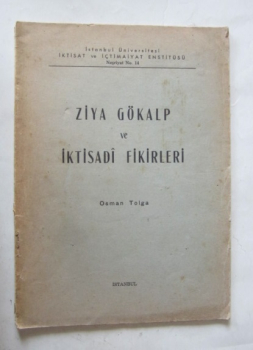 İstanbul Üniversitesi
İKTİSAT ve İÇTİMAİYAT ENSTİTÜSÜ
Neşriyat No. 14
ZİYA GÖKALP
ve
İKTİSADÎ FİKİRLERİ
Osman Tolga
İSTANBUL